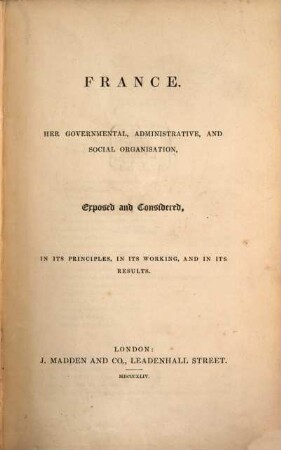 FRANCE.
HER GOVERNMENTAL, ADMINISTRATIVE, AND
SOCIAL ORGANISATION,
Exposed and Considered,
IN ITS PRINCIPLES, IN ITS WORKING, AND IN ITS
RESULTS.
LONDON:
J. MADDEN AND CO., LEADENHALL STREET.
MDCCCXLIV.